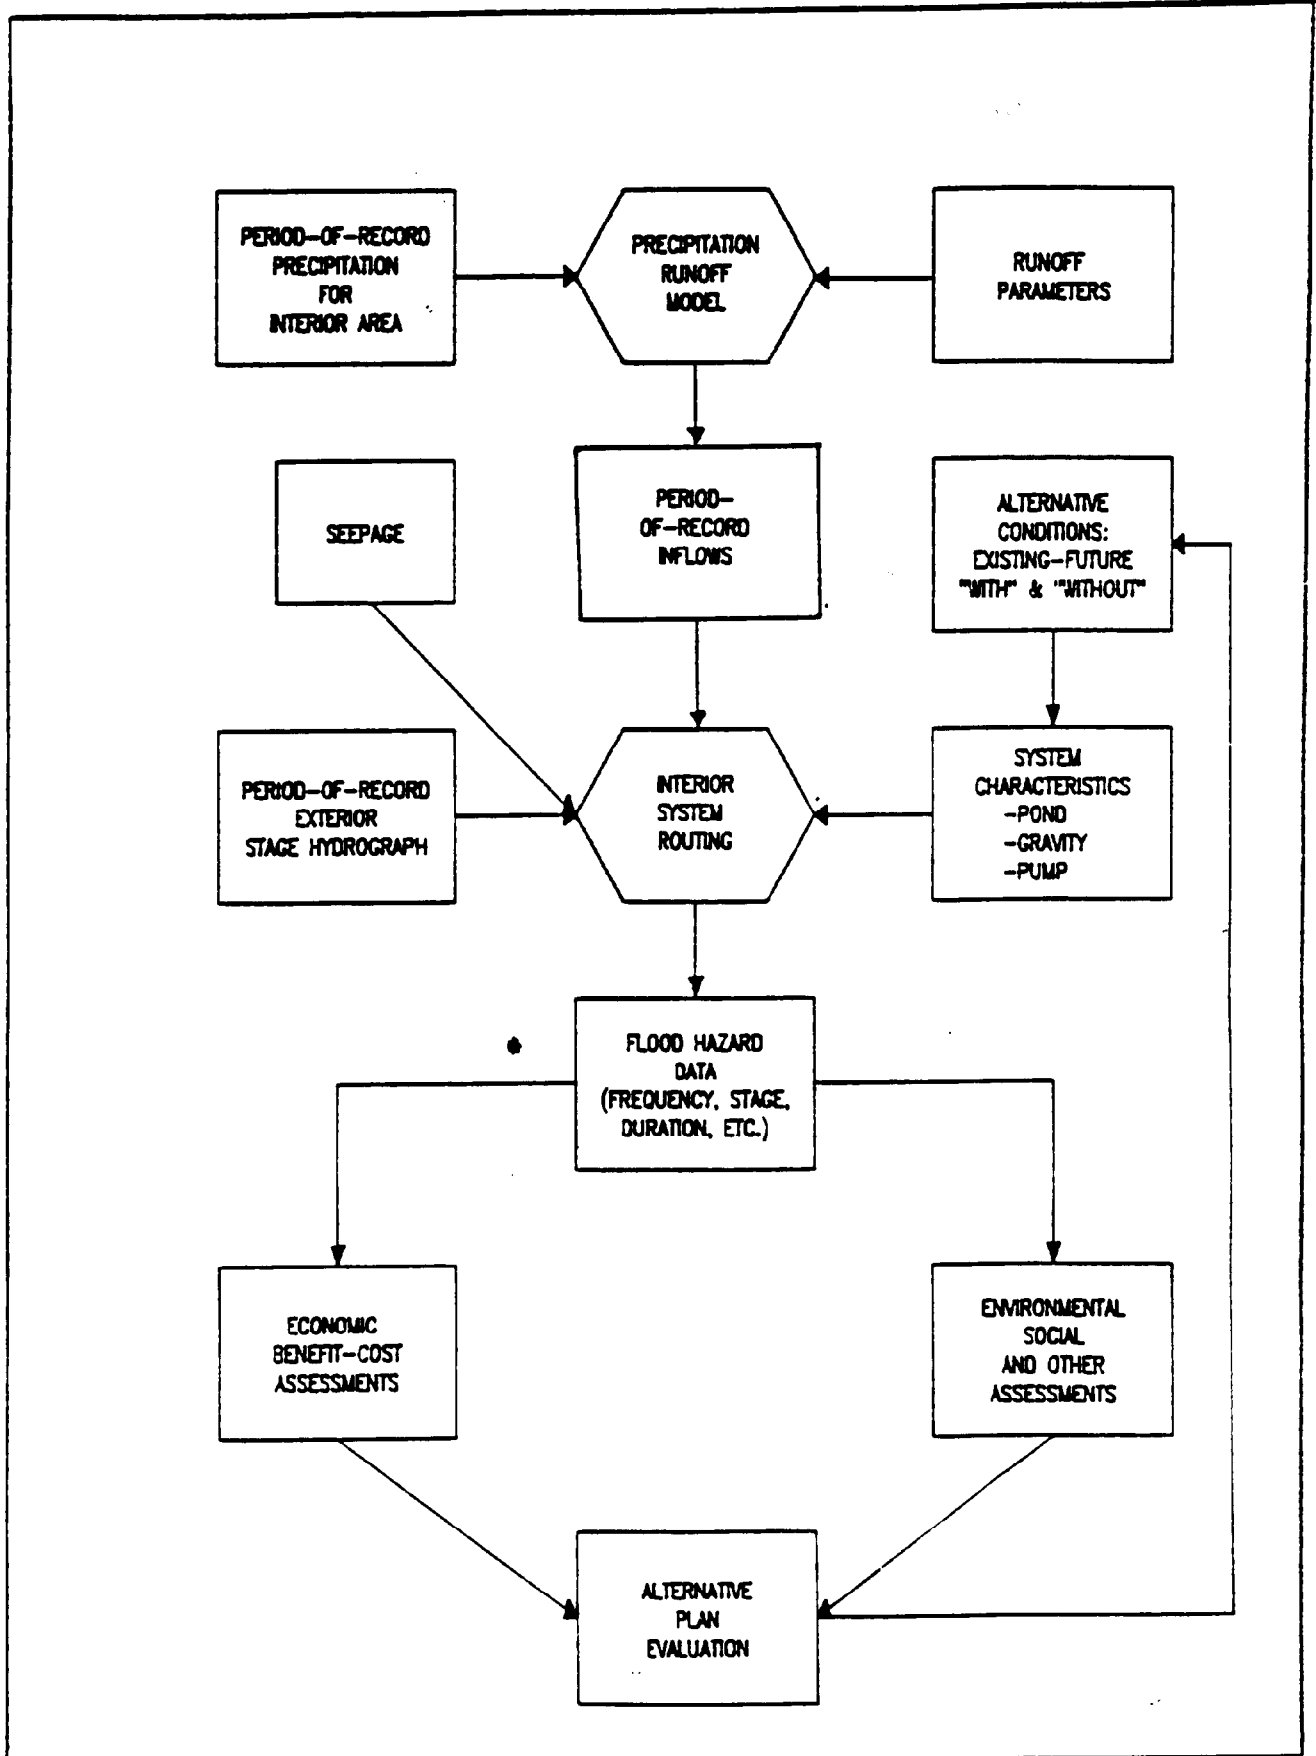 PERIOD-OF-RECORD
PRECIPITATION
FOR
INTERIOR AREA
PRECIPITATION
RUNOFF
MODEL
RUNOFF
PARAMETERS
SEEPAGE
PERIOD-
OF-RECORD
INFLOWS
ALTERNATIVE
CONDITIONS:
EXISTING-FUTURE
"WITH" & "WITHOUT"
PERIOD-OF-RECORD
EXTERIOR
STAGE HYDROGRAPH
INTERIOR
SYSTEM
ROUTING
SYSTEM
CHARACTERISTICS
-POND
-GRAVITY
-PUMP
FLOOD HAZARD
DATA
(FREQUENCY, STAGE,
DURATION, ETC.)
ECONOMIC
BENEFIT-COST
ASSESSMENTS
ENVIRONMENTAL
SOCIAL
AND OTHER
ASSESSMENTS
ALTERNATIVE
PLAN
EVALUATION